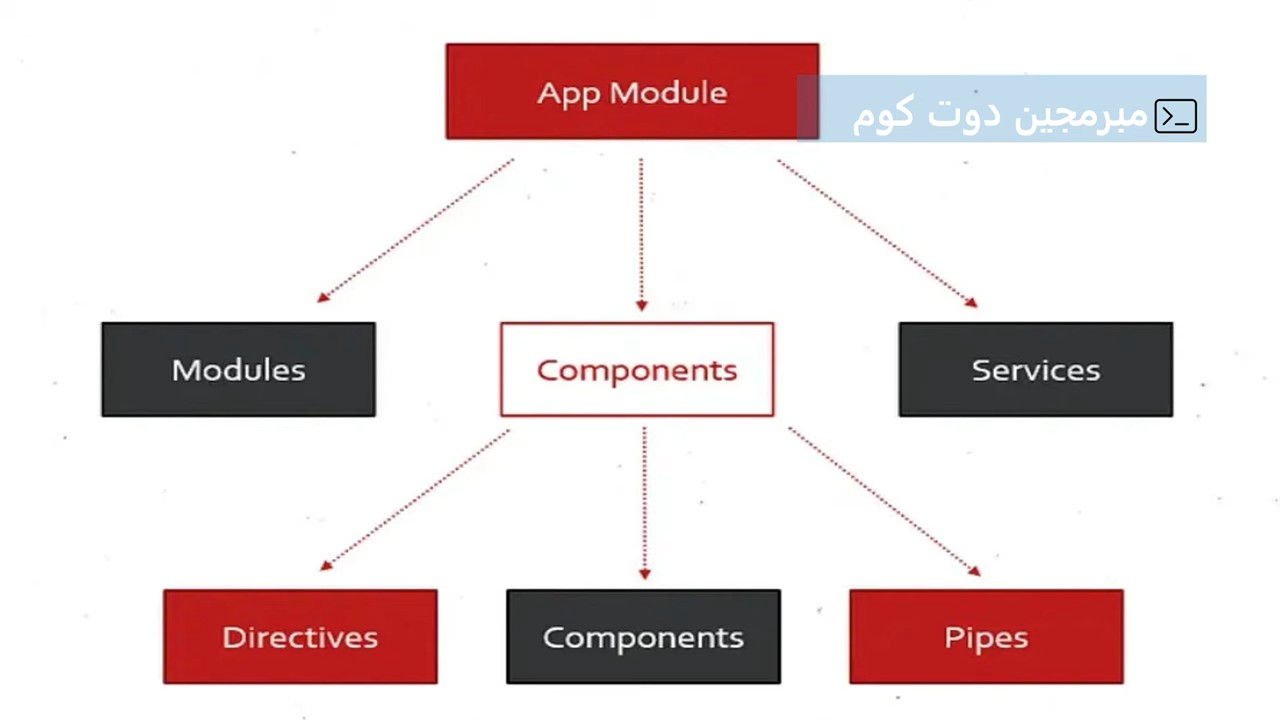 App Module
مبرمجين دوت كوم
Modules
Components
Services
Directives
Components
Pipes